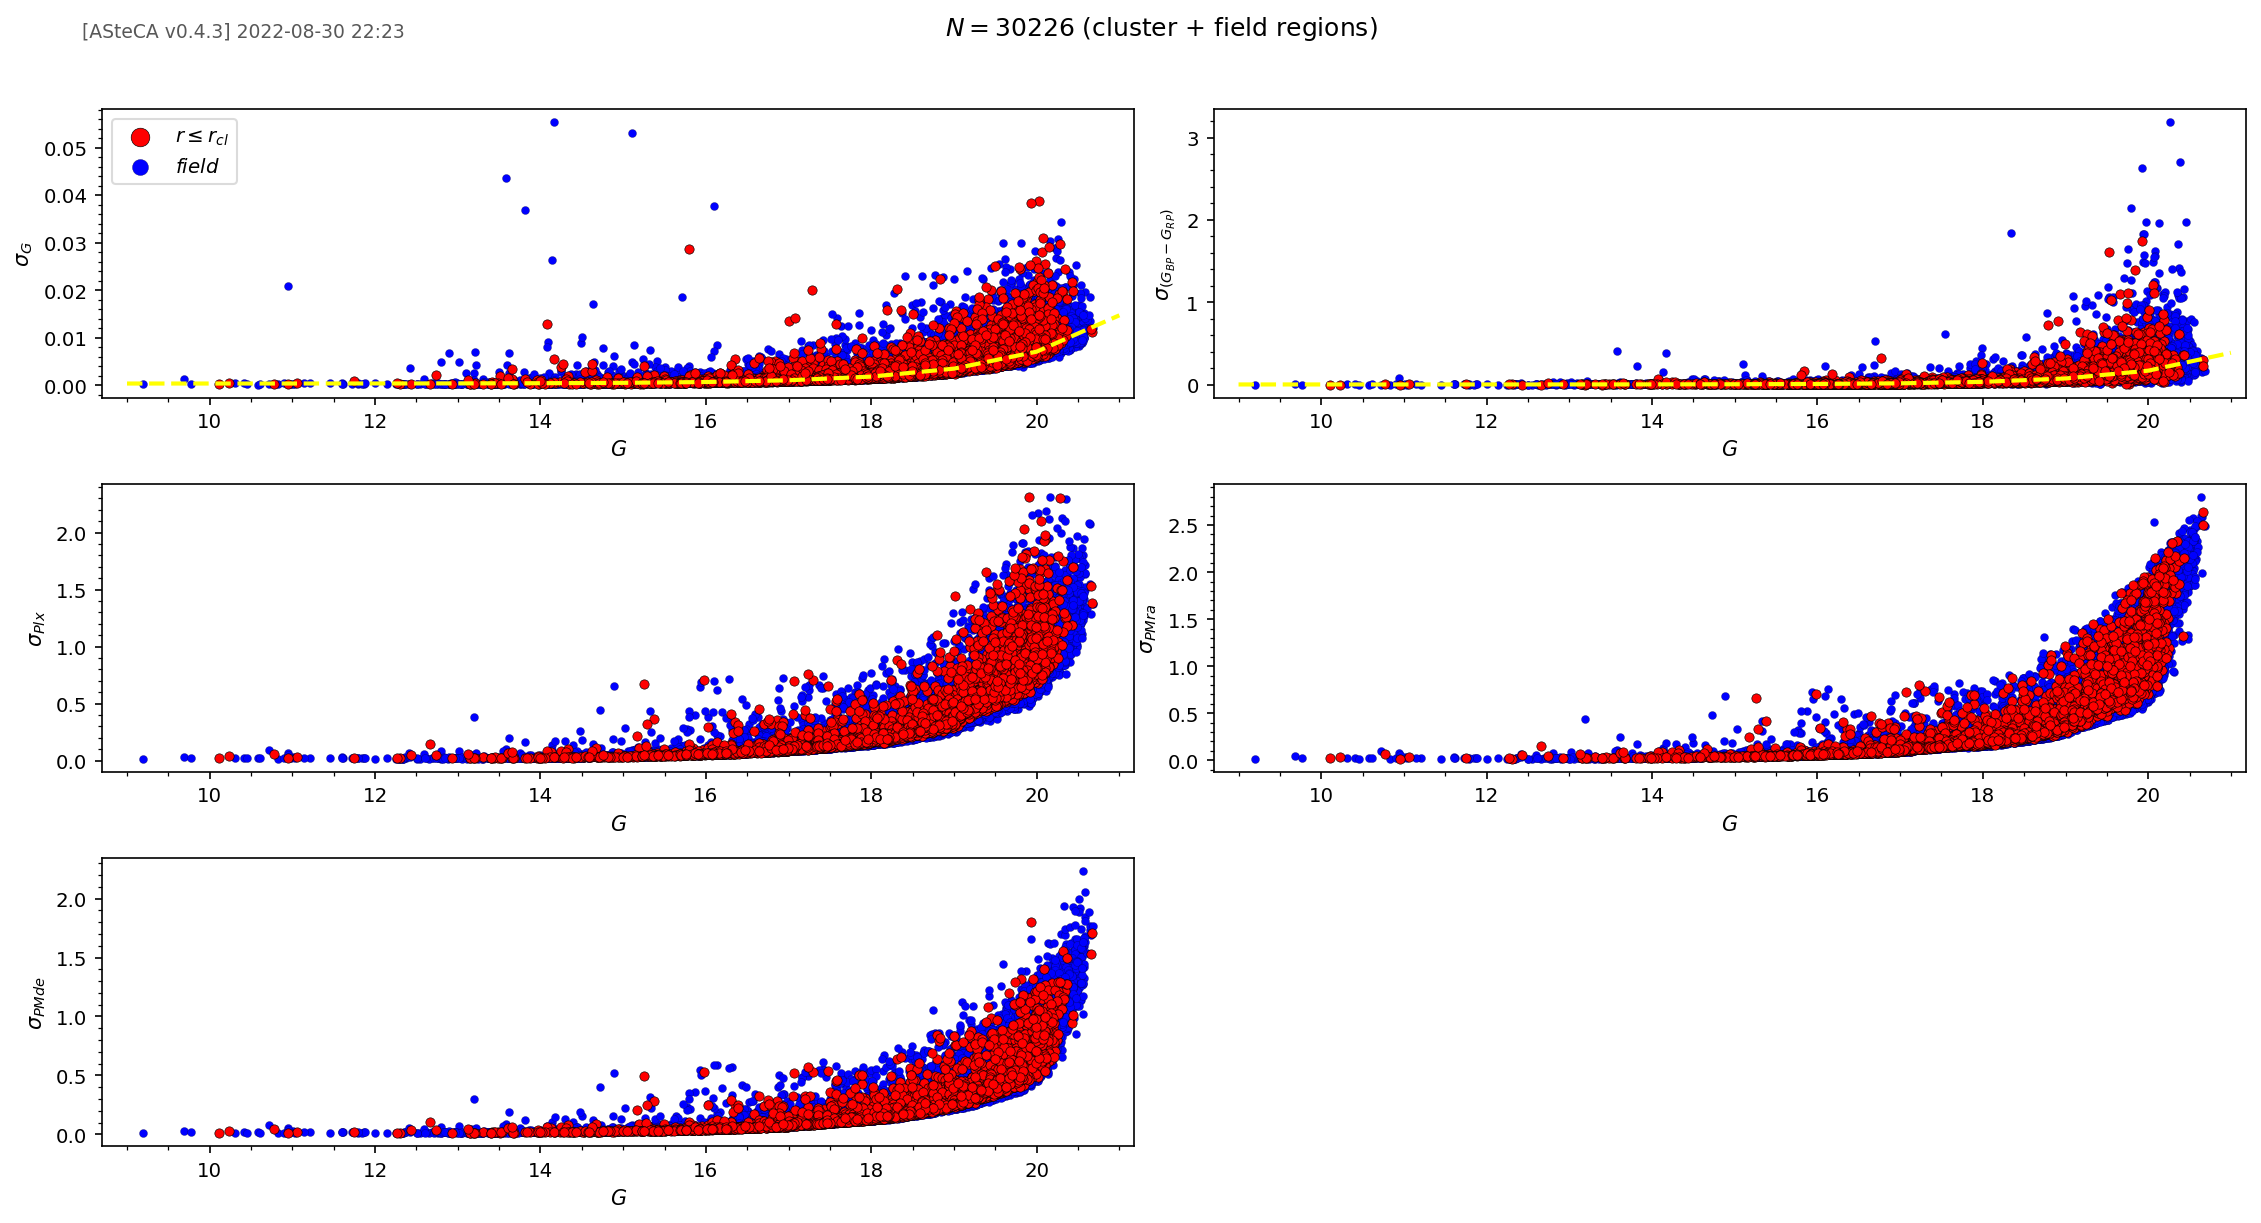 [ASteCA v0.4.3] 2022-08-30 22:23
N = 30226 (cluster + field regions)
r ≤ r_cl
field
σ_G
0.05
0.04
0.03
0.02
0.01
0.00
10 12 14 16 18 20
G
σ_(G_BP − G_RP)
3
2
1
0
10 12 14 16 18 20
G
σ_Plx
2.0
1.5
1.0
0.5
0.0
10 12 14 16 18 20
G
σ_PMra
2.5
2.0
1.5
1.0
0.5
0.0
10 12 14 16 18 20
G
σ_PMde
2.0
1.5
1.0
0.5
0.0
10 12 14 16 18 20
G